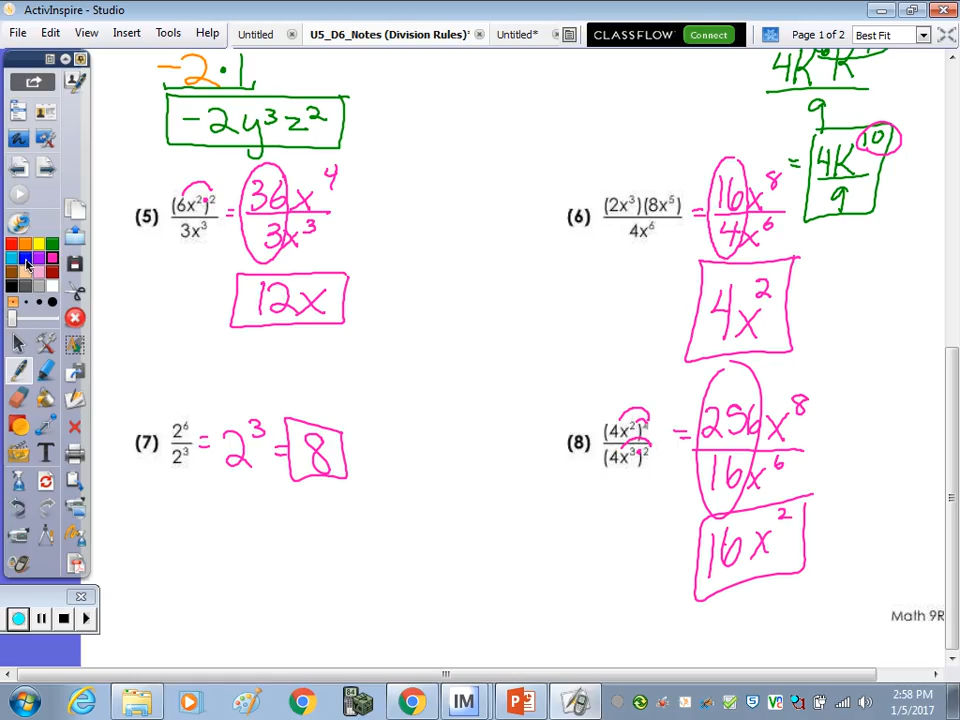 ActivInspire - Studio
File Edit View Insert Tools Help Untitled U5_D6_Notes (Division Rules)* Untitled* CLASSFLOW Connect Page 1 of 2 Best Fit
-2·1
-2y³z²
4K
9
= 4K¹⁰/9
(5) (6x²)²/3x³ = 36x⁴/3x³
12x
(6) (2x³)(8x⁵)/4x⁶ = 16x⁸/4x⁶
4x²
(7) 2⁶/2³ = 2³ = 8
(8) = 256x⁸/16x⁶
(4x³)²
16x²
Math 9R
2:58 PM
1/5/2017